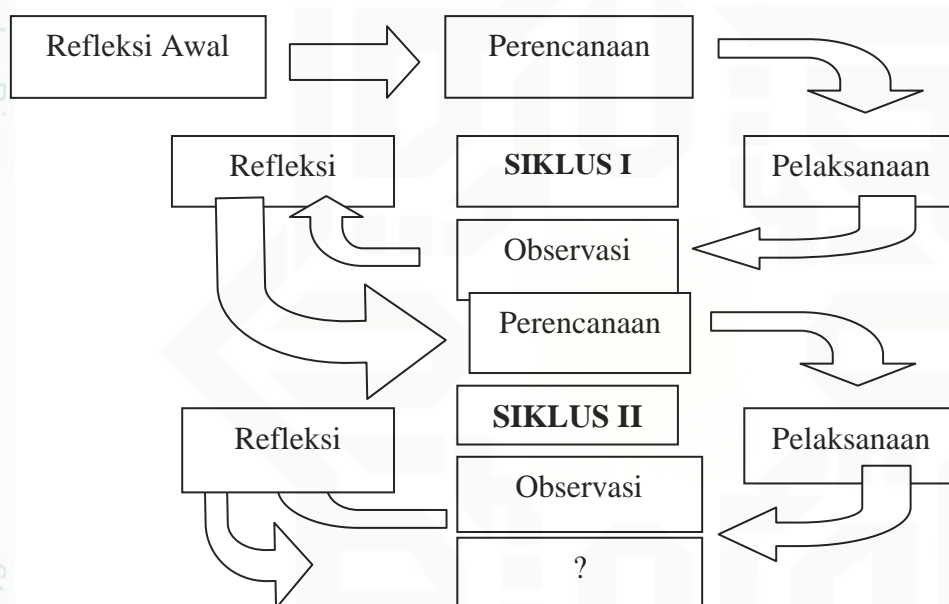 Refleksi Awal
Perencanaan
Refleksi
SIKLUS I
Pelaksanaan
Observasi
Perencanaan
SIKLUS II
Refleksi
Pelaksanaan
Observasi
?